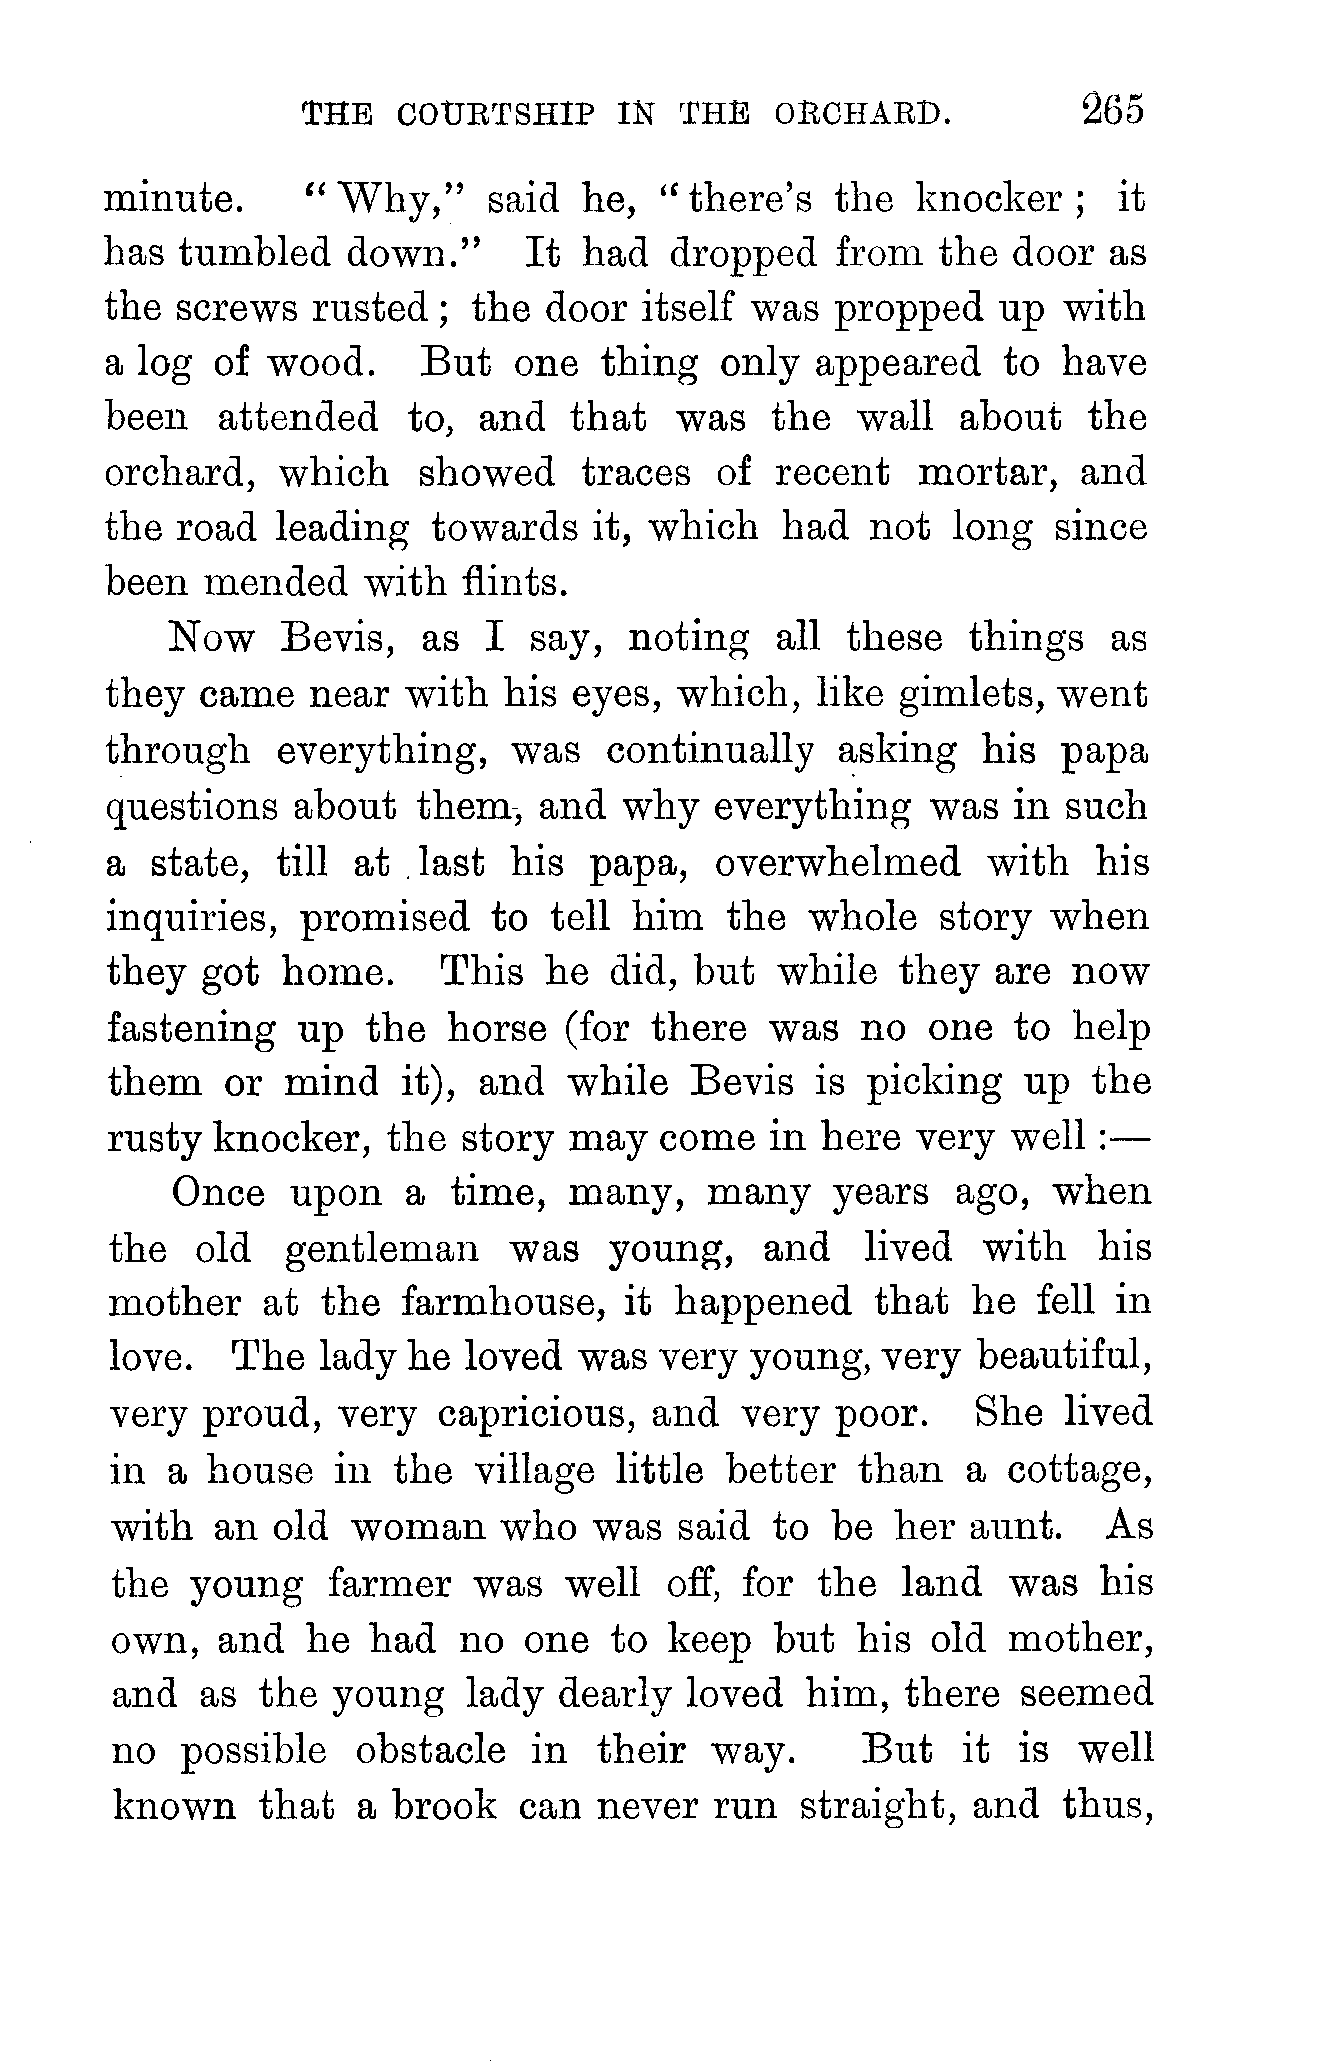 THE COURTSHIP IN THE ORCHARD. 265
minute. "Why," said he, "there's the knocker; it
has tumbled down." It had dropped from the door as
the screws rusted; the door itself was propped up with
a log of wood. But one thing only appeared to have
been attended to, and that was the wall about the
orchard, which showed traces of recent mortar, and
the road leading towards it, which had not long since
been mended with flints.
Now Bevis, as I say, noting all these things as
they came near with his eyes, which, like gimlets, went
through everything, was continually asking his papa
questions about them, and why everything was in such
a state, till at last his papa, overwhelmed with his
inquiries, promised to tell him the whole story when
they got home. This he did, but while they are now
fastening up the horse (for there was no one to help
them or mind it), and while Bevis is picking up the
rusty knocker, the story may come in here very well:—
Once upon a time, many, many years ago, when
the old gentleman was young, and lived with his
mother at the farmhouse, it happened that he fell in
love. The lady he loved was very young, very beautiful,
very proud, very capricious, and very poor. She lived
in a house in the village little better than a cottage,
with an old woman who was said to be her aunt. As
the young farmer was well off, for the land was his
own, and he had no one to keep but his old mother,
and as the young lady dearly loved him, there seemed
no possible obstacle in their way. But it is well
known that a brook can never run straight, and thus,